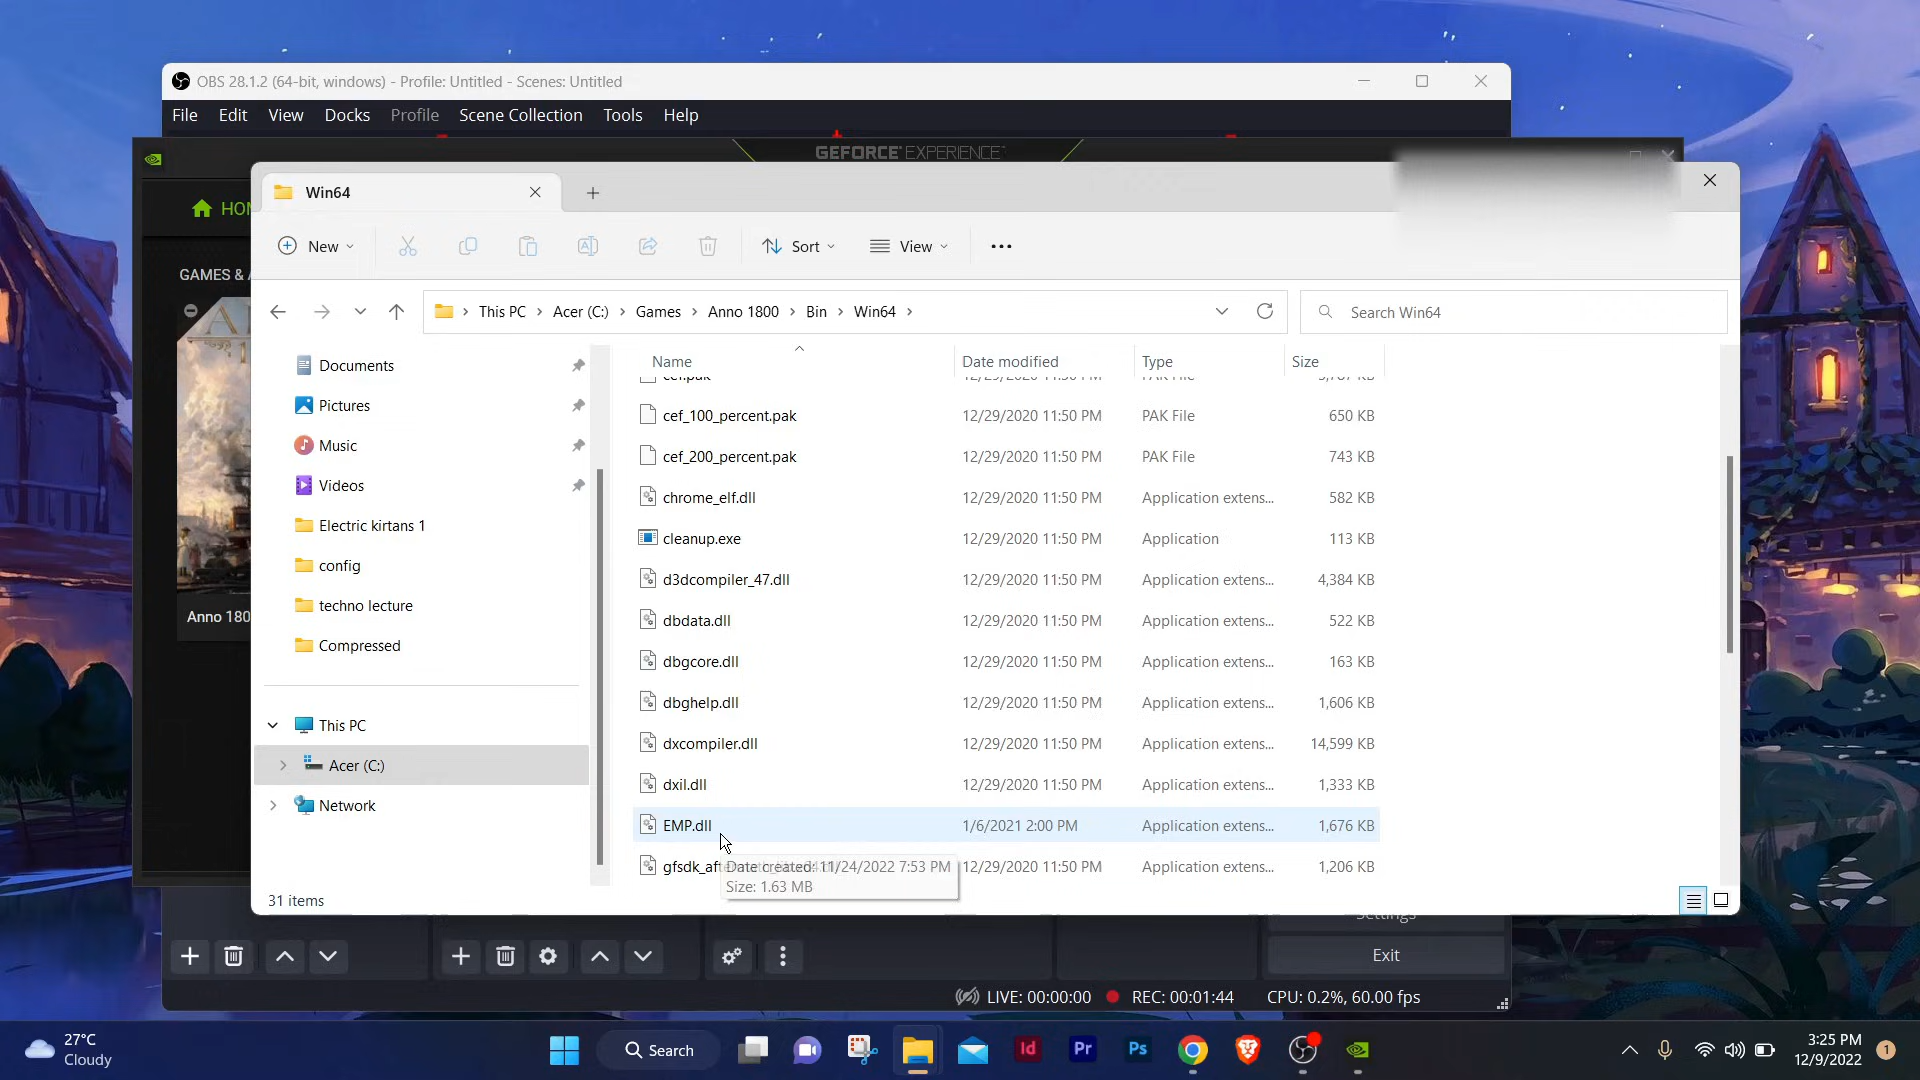 OBS 28.1.2 (64-bit, windows) - Profile: Untitled - Scenes: Untitled
File Edit View Docks Profile Scene Collection Tools Help
GEFORCE EXPERIENCE
Win64
New Sort View
This PC > Acer (C:) > Games > Anno 1800 > Bin > Win64 >
Search Win64
GAMES &
Anno 180
Documents
Pictures
Music
Videos
Electric kirtans 1
config
techno lecture
Compressed
This PC
Acer (C:)
Network
Name Date modified Type Size
cef_100_percent.pak 12/29/2020 11:50 PM PAK File 650 KB
cef_200_percent.pak 12/29/2020 11:50 PM PAK File 743 KB
chrome_elf.dll 12/29/2020 11:50 PM Application extens... 582 KB
cleanup.exe 12/29/2020 11:50 PM Application 113 KB
d3dcompiler_47.dll 12/29/2020 11:50 PM Application extens... 4,384 KB
dbdata.dll 12/29/2020 11:50 PM Application extens... 522 KB
dbgcore.dll 12/29/2020 11:50 PM Application extens... 163 KB
dbghelp.dll 12/29/2020 11:50 PM Application extens... 1,606 KB
dxcompiler.dll 12/29/2020 11:50 PM Application extens... 14,599 KB
dxil.dll 12/29/2020 11:50 PM Application extens... 1,333 KB
EMP.dll 1/6/2021 2:00 PM Application extens... 1,676 KB
12/29/2020 11:50 PM Application extens... 1,206 KB
Date created: 11/24/2022 7:53 PM
Size: 1.63 MB
31 items
Exit
LIVE: 00:00:00 REC: 00:01:44 CPU: 0.2%, 60.00 fps
27°C
Cloudy
Search
Id Pr Ps
3:25 PM
12/9/2022
1